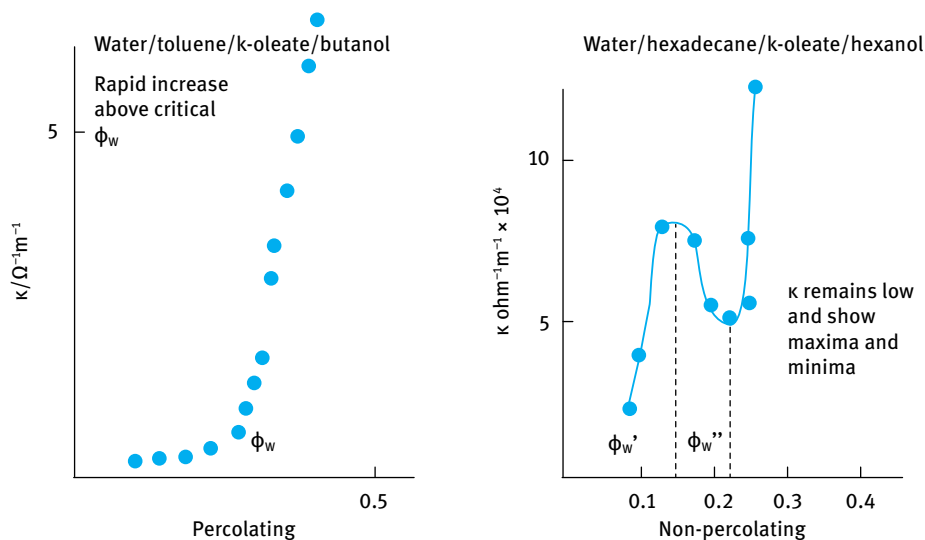 Water/toluene/k-oleate/butanol
Rapid increase
above critical
ϕw
5
κ/Ω⁻¹m⁻¹
ϕw
0.5
Percolating
Water/hexadecane/k-oleate/hexanol
10
5
κ ohm⁻¹m⁻¹ × 10⁴
κ remains low
and show
maxima and
minima
ϕw' ϕw''
0.1 0.2 0.3 0.4
Non-percolating